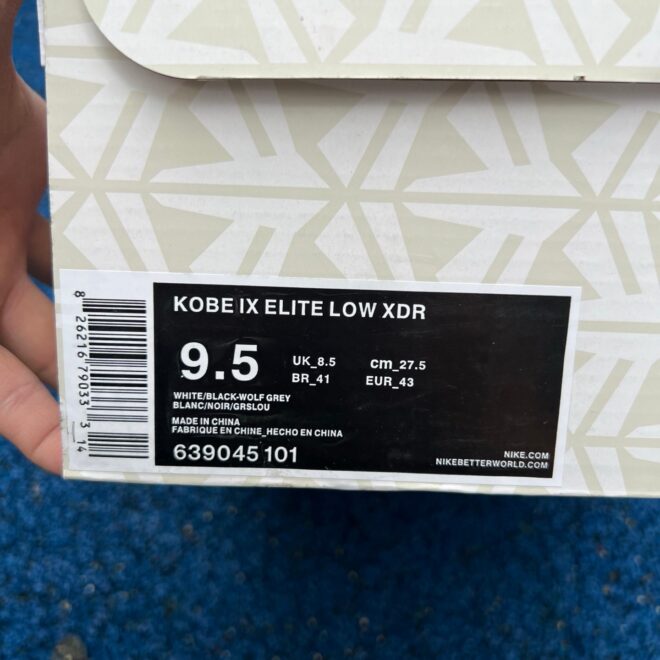 KOBE IX ELITE LOW XDR
9.5
UK_8.5
cm_27.5
BR_41
EUR_43
WHITE/BLACK-WOLF GREY
BLANC/NOIR/GRSLOU
MADE IN CHINA
FABRIQUE EN CHINE_HECHO EN CHINA
639045 101
NIKE.COM
NIKEBETTERWORLD.COM
8 26216 79033 3 14